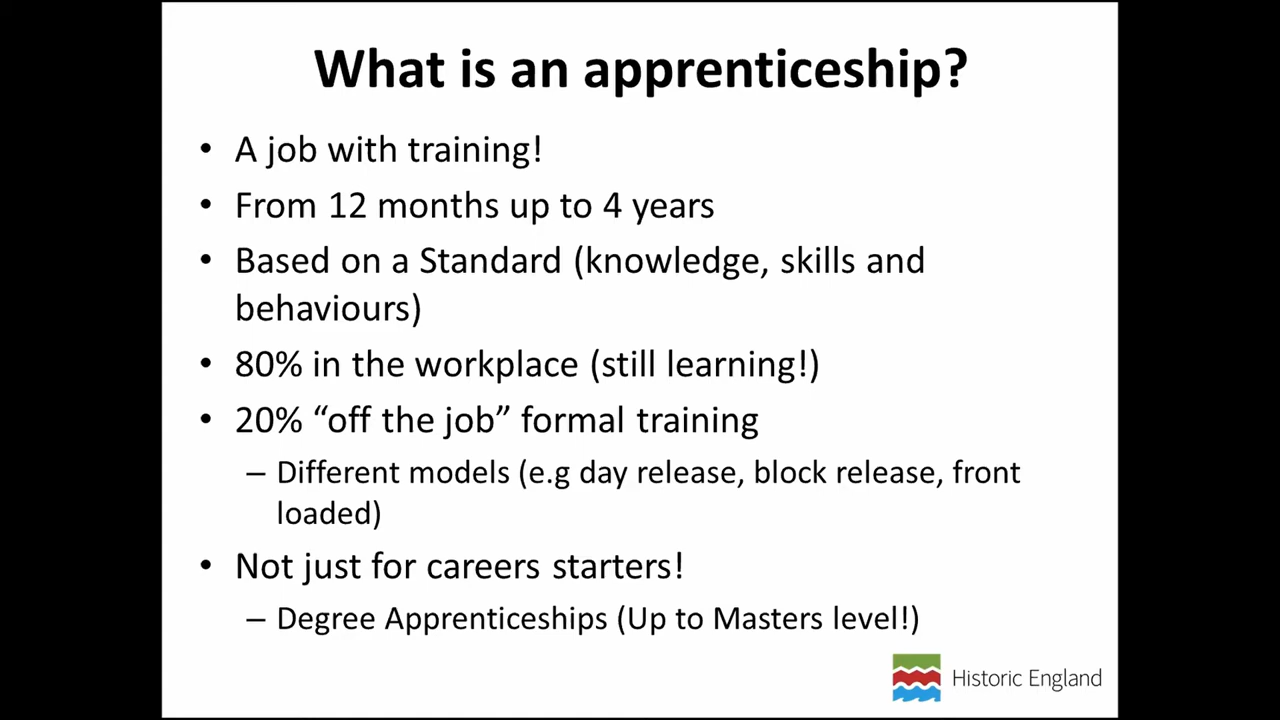 What is an apprenticeship?
• A job with training!
• From 12 months up to 4 years
• Based on a Standard (knowledge, skills and
behaviours)
• 80% in the workplace (still learning!)
• 20% “off the job” formal training
– Different models (e.g day release, block release, front
loaded)
• Not just for careers starters!
– Degree Apprenticeships (Up to Masters level!)
Historic England